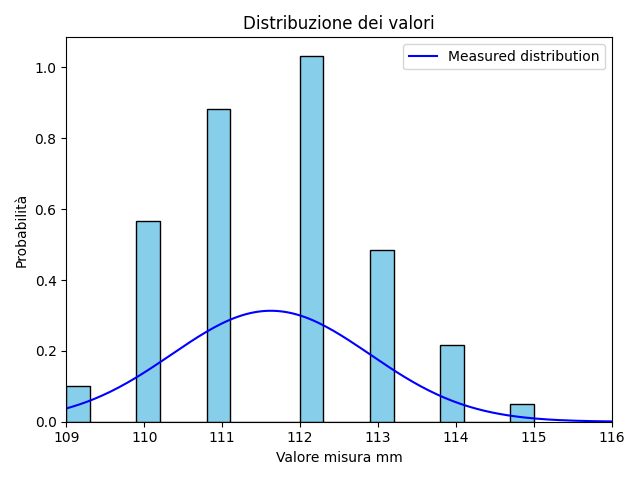 Distribuzione dei valori
Measured distribution
1.0
0.8
0.6
0.4
0.2
0.0
Probabilità
109 110 111 112 113 114 115 116
Valore misura mm